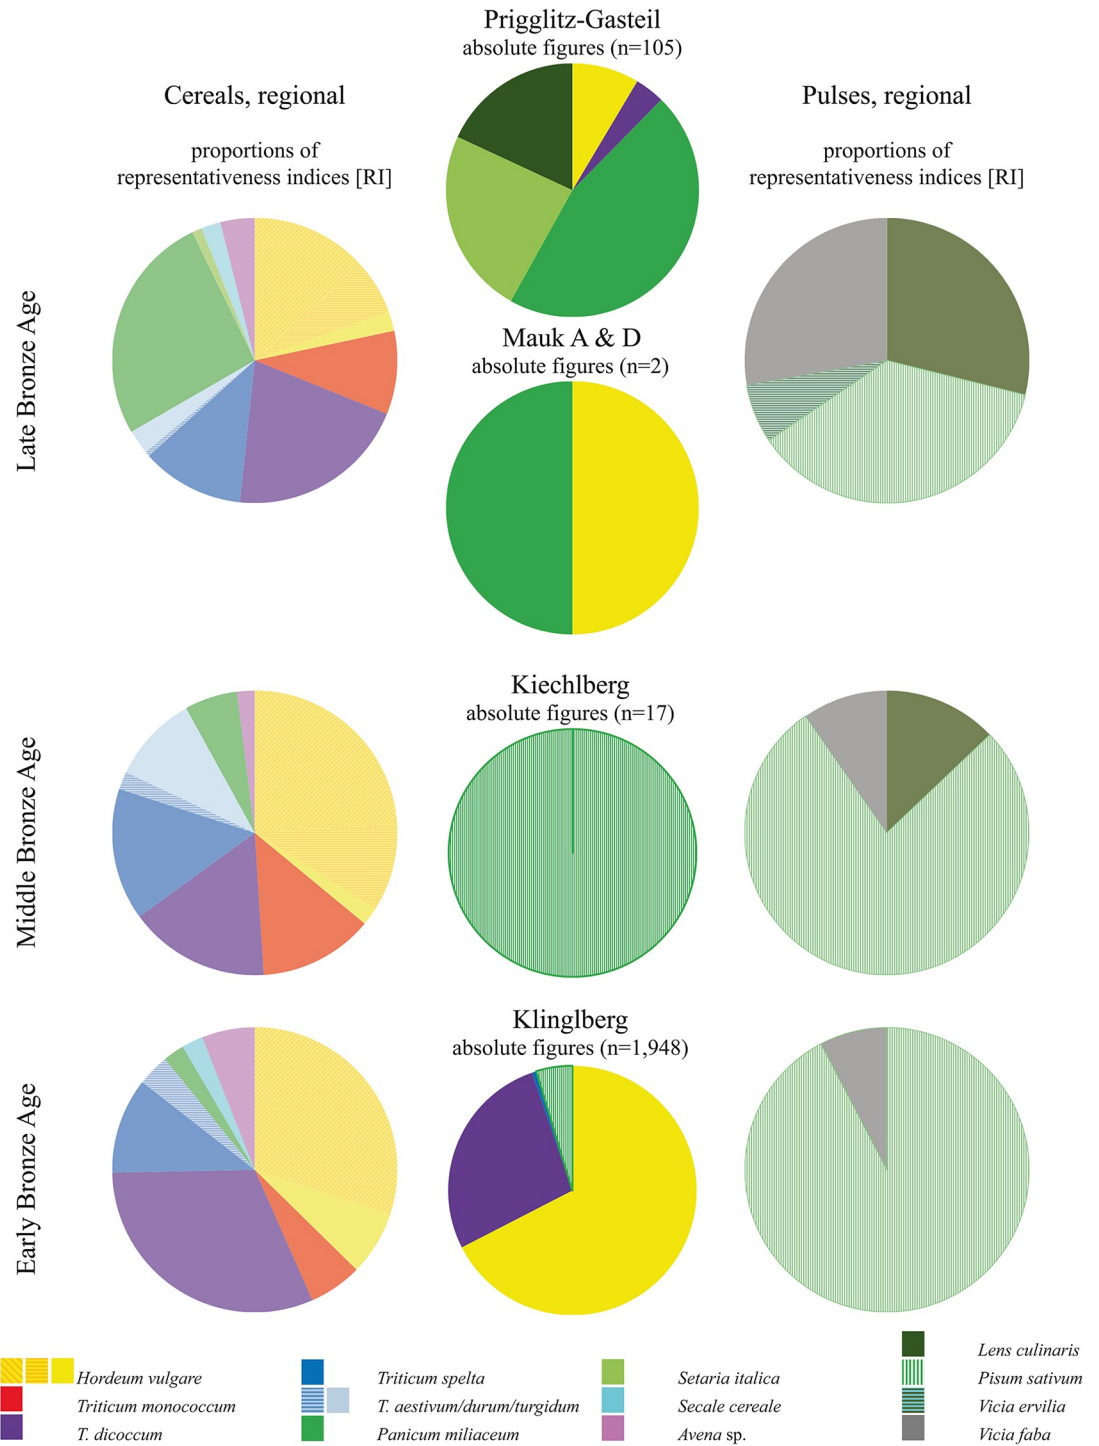 Prigglitz-Gasteil
absolute figures (n=105)
Cereals, regional
proportions of
representativeness indices [RI]
Pulses, regional
proportions of
representativeness indices [RI]
Late Bronze Age
Mauk A & D
absolute figures (n=2)
Middle Bronze Age
Kiechlberg
absolute figures (n=17)
Early Bronze Age
Klinglberg
absolute figures (n=1,948)
Hordeum vulgare
Triticum monococcum
T. dicoccum
Triticum spelta
T. aestivum/durum/turgidum
Panicum miliaceum
Setaria italica
Secale cereale
Avena sp.
Lens culinaris
Pisum sativum
Vicia ervilia
Vicia faba